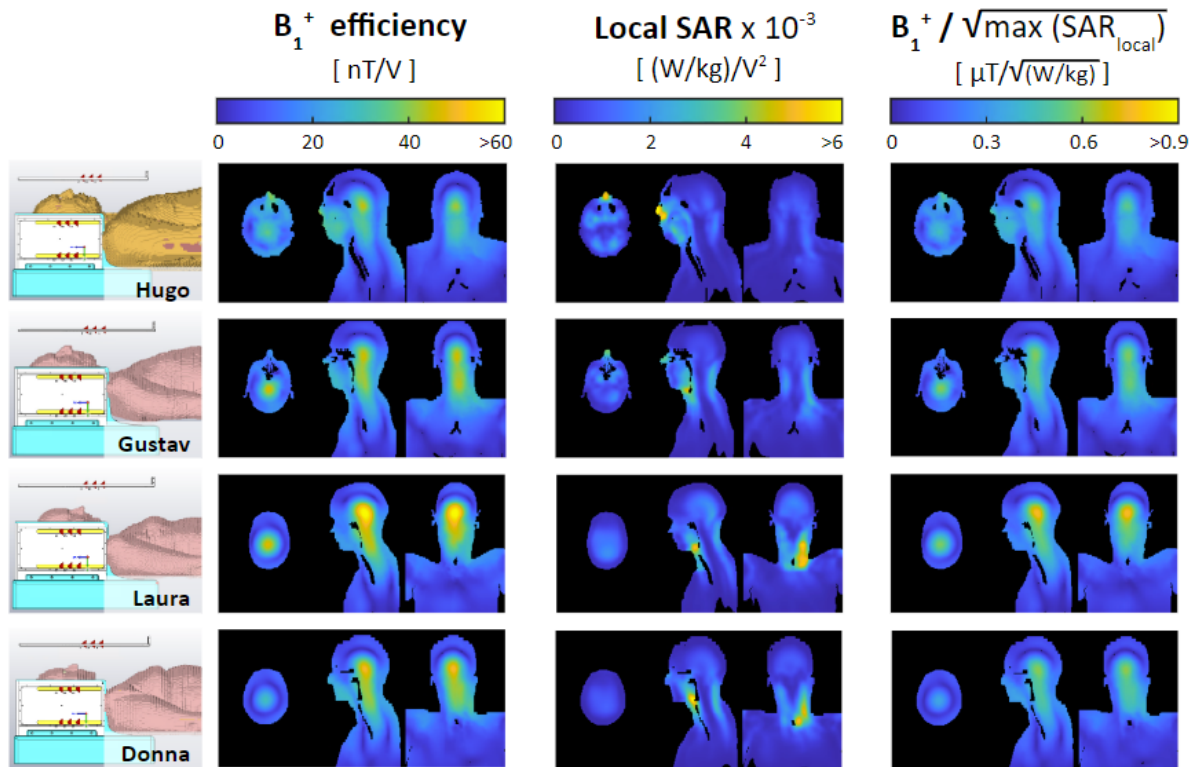 B₁⁺ efficiency
[ nT/V ]
0 20 40 >60
Local SAR x 10⁻³
[ (W/kg)/V² ]
0 2 4 >6
B₁⁺ / √max (SAR_local)
[ μT/√(W/kg) ]
0 0.3 0.6 >0.9
Hugo
Gustav
Laura
Donna